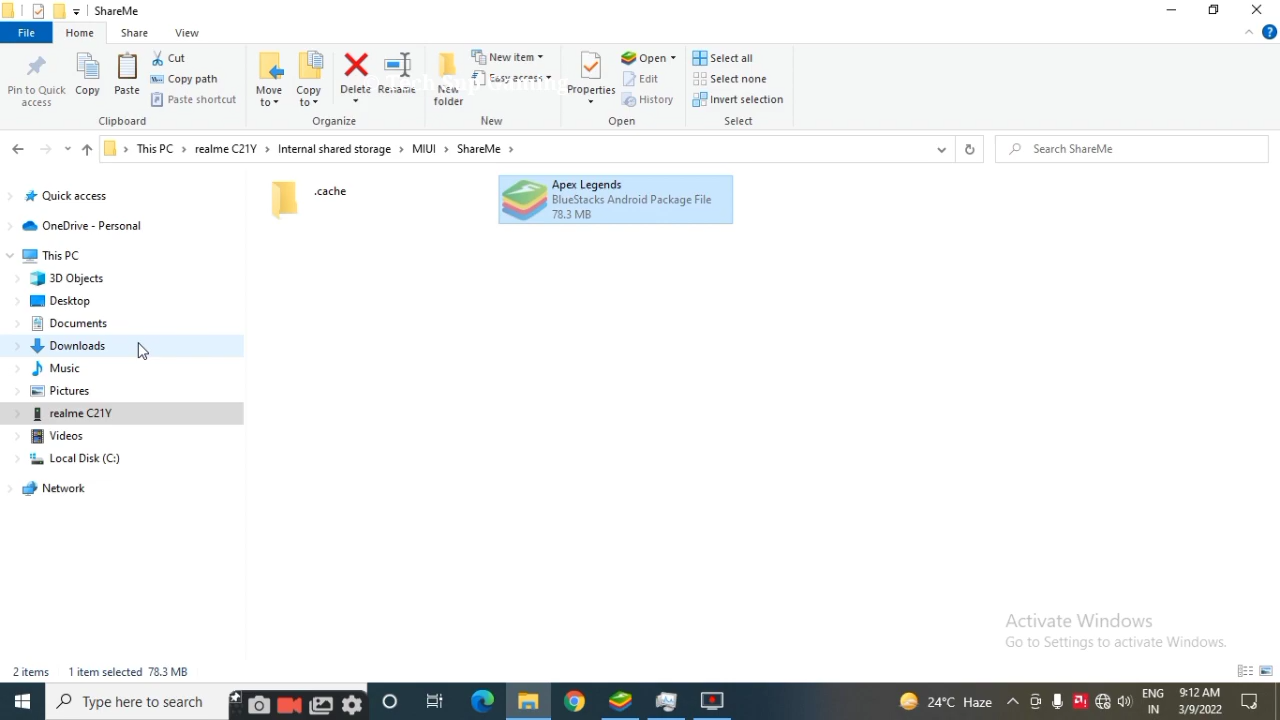 ShareMe
File
Home
Share
View
Pin to Quick access
Copy
Paste
Cut
Copy path
Paste shortcut
Clipboard
Move to
Copy to
Delete
Rename
Organize
New folder
New item
Easy access
New
Properties
Open
Edit
History
Open
Select all
Select none
Invert selection
Select
This PC > realme C21Y > Internal shared storage > MIUI > ShareMe >
Search ShareMe
Quick access
OneDrive - Personal
This PC
3D Objects
Desktop
Documents
Downloads
Music
Pictures
realme C21Y
Videos
Local Disk (C:)
Network
.cache
Apex Legends
BlueStacks Android Package File
78.3 MB
Activate Windows
Go to Settings to activate Windows.
2 items
1 item selected 78.3 MB
Type here to search
24°C Haze
ENG
IN
9:12 AM
3/9/2022